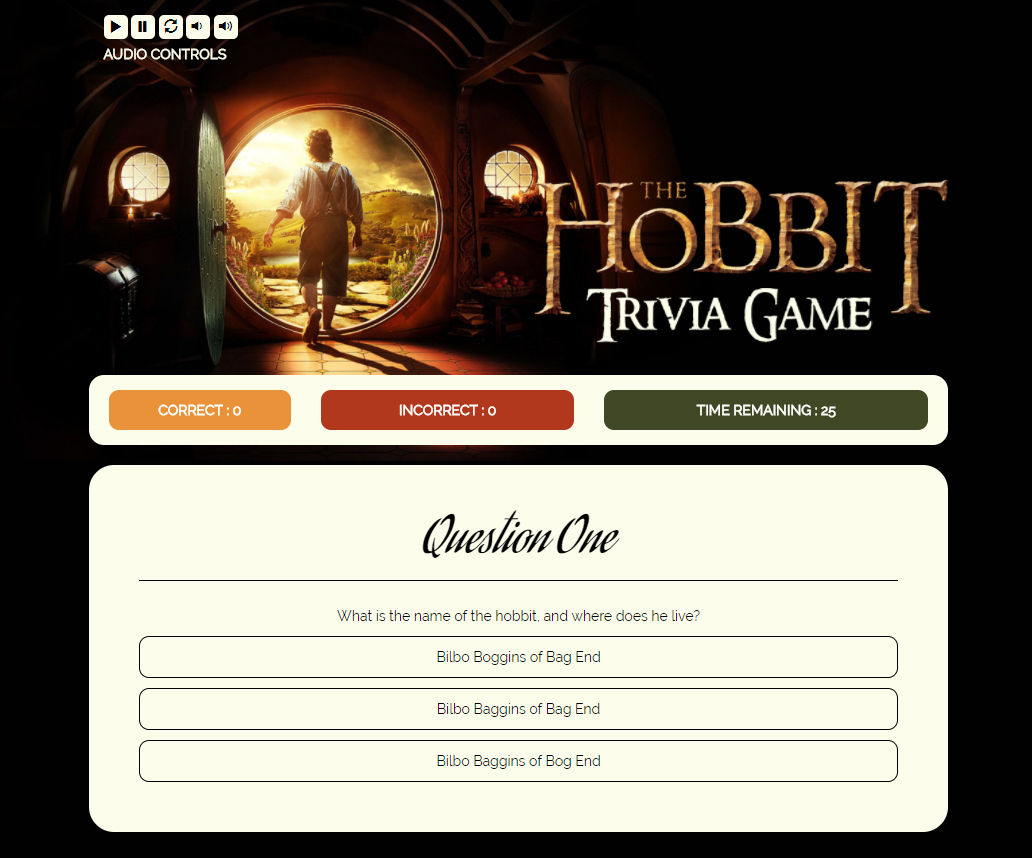 AUDIO CONTROLS
THE
HOBBIT
TRIVIA GAME
CORRECT : 0
INCORRECT : 0
TIME REMAINING : 25
Question One
What is the name of the hobbit, and where does he live?
Bilbo Boggins of Bag End
Bilbo Baggins of Bag End
Bilbo Baggins of Bog End